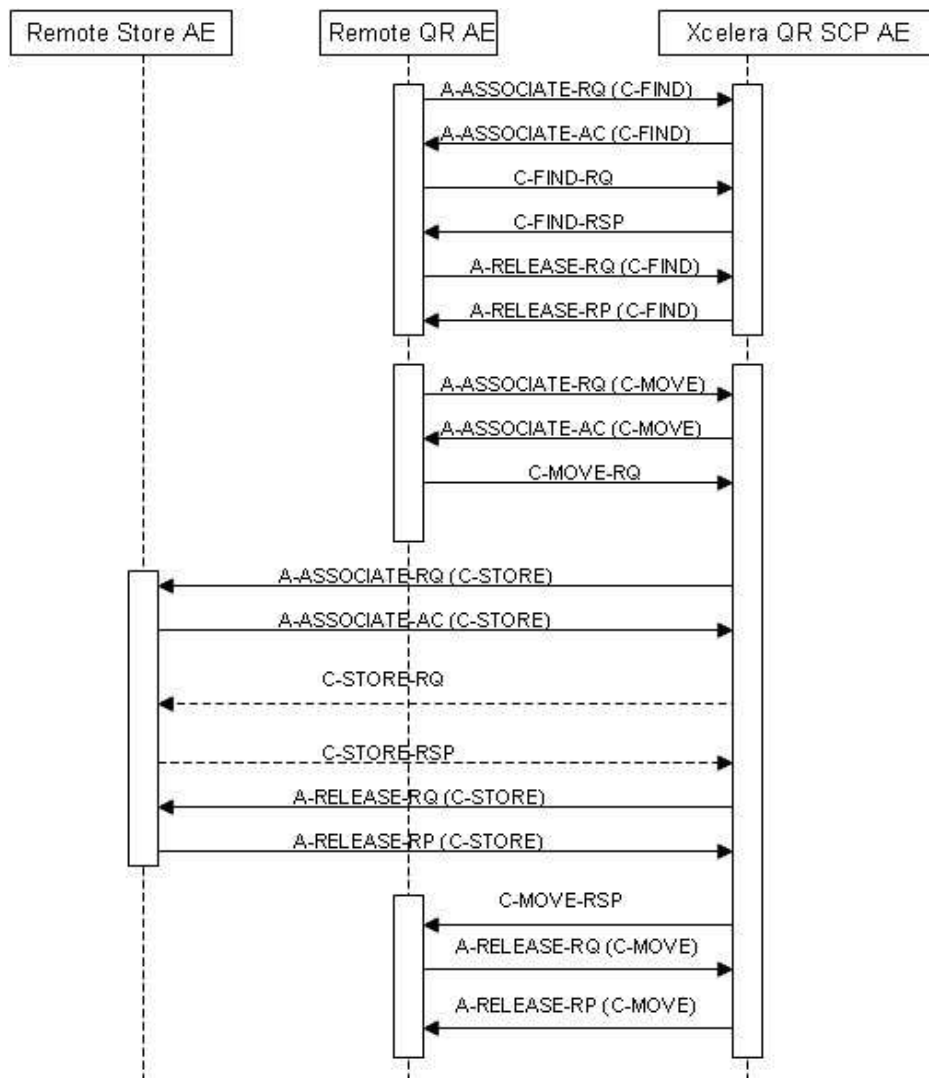 Remote Store AE
Remote QR AE
Xcelera QR SCP AE
A-ASSOCIATE-RQ (C-FIND)
A-ASSOCIATE-AC (C-FIND)
C-FIND-RQ
C-FIND-RSP
A-RELEASE-RQ (C-FIND)
A-RELEASE-RP (C-FIND)
A-ASSOCIATE-RQ (C-MOVE)
A-ASSOCIATE-AC (C-MOVE)
C-MOVE-RQ
A-ASSOCIATE-RQ (C-STORE)
A-ASSOCIATE-AC (C-STORE)
C-STORE-RQ
C-STORE-RSP
A-RELEASE-RQ (C-STORE)
A-RELEASE-RP (C-STORE)
C-MOVE-RSP
A-RELEASE-RQ (C-MOVE)
A-RELEASE-RP (C-MOVE)